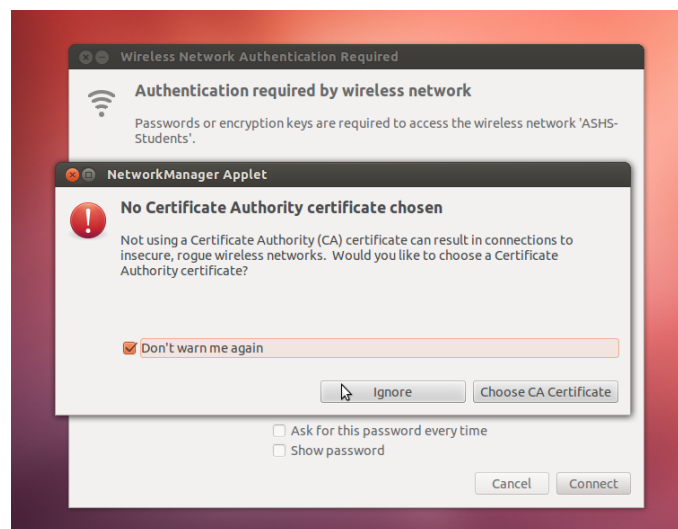 Wireless Network Authentication Required
Authentication required by wireless network
Passwords or encryption keys are required to access the wireless network 'ASHS-
Students'.
NetworkManager Applet
No Certificate Authority certificate chosen
Not using a Certificate Authority (CA) certificate can result in connections to
insecure, rogue wireless networks. Would you like to choose a Certificate
Authority certificate?
Don't warn me again
Ignore
Choose CA Certificate
Ask for this password every time
Show password
Cancel
Connect